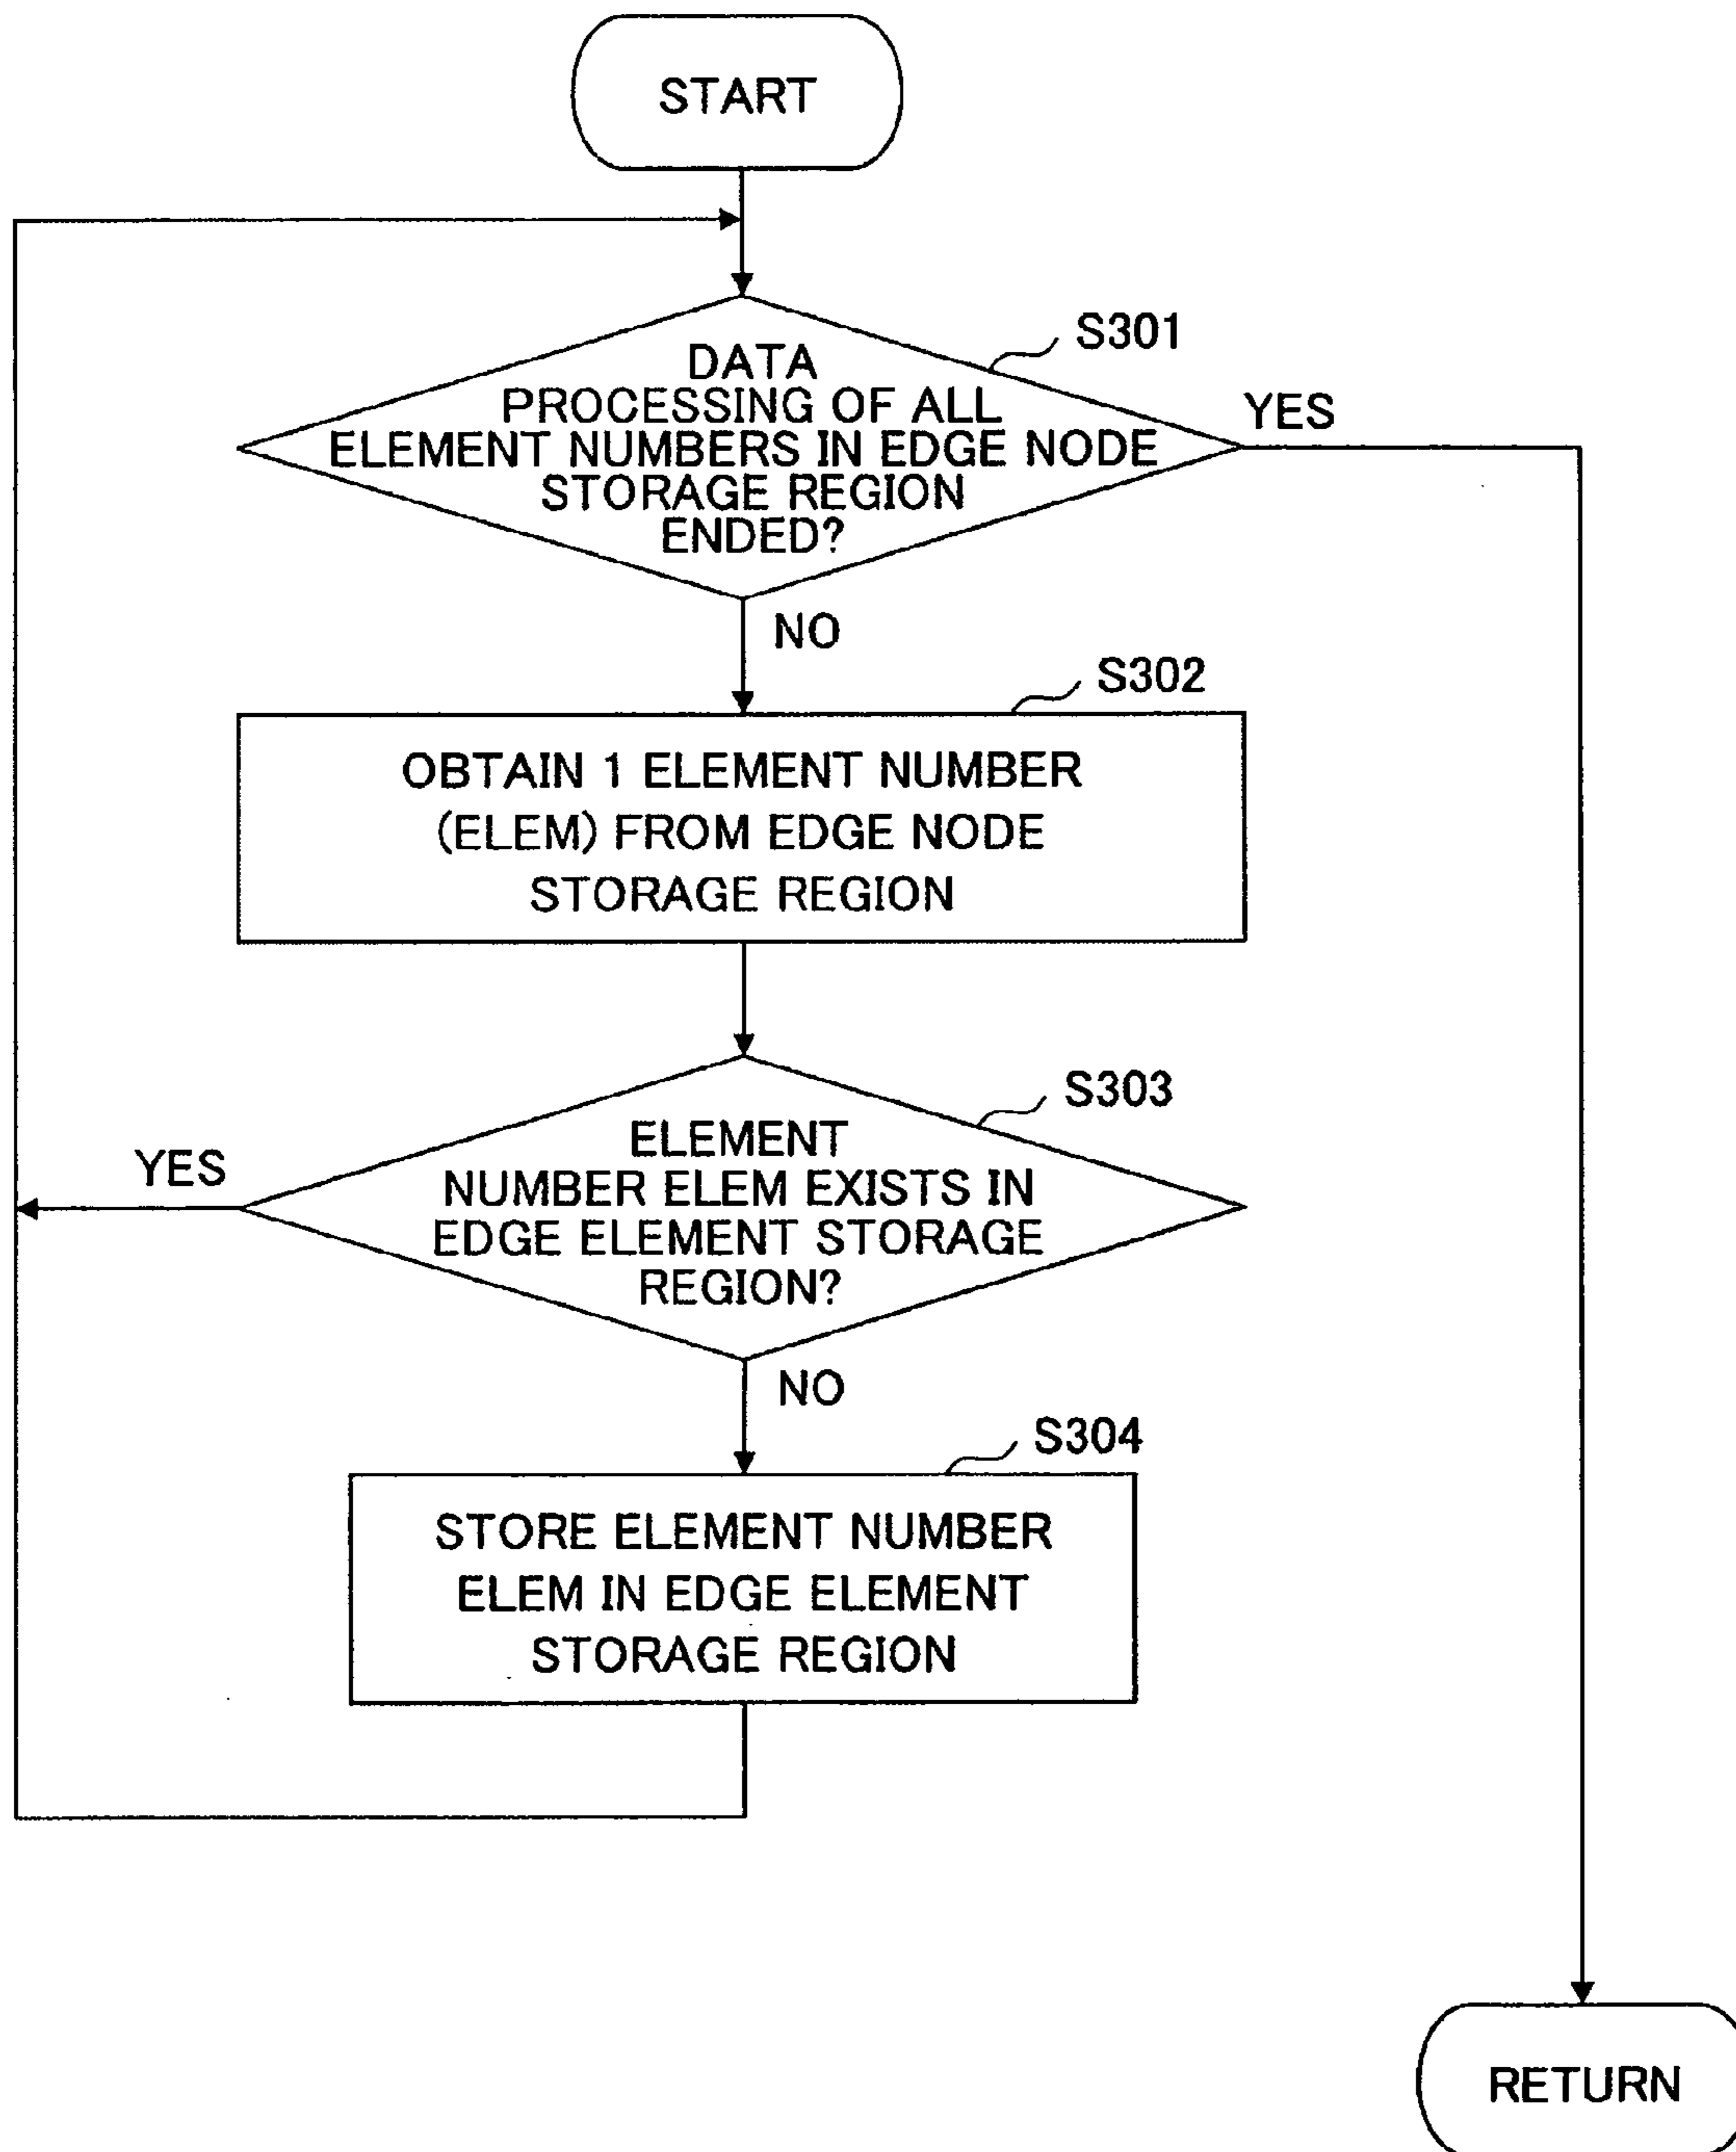 START
S301
DATA
PROCESSING OF ALL
ELEMENT NUMBERS IN EDGE NODE
STORAGE REGION
ENDED?
YES
NO
S302
OBTAIN 1 ELEMENT NUMBER
(ELEM) FROM EDGE NODE
STORAGE REGION
S303
ELEMENT
NUMBER ELEM EXISTS IN
EDGE ELEMENT STORAGE
REGION?
YES
NO
S304
STORE ELEMENT NUMBER
ELEM IN EDGE ELEMENT
STORAGE REGION
RETURN